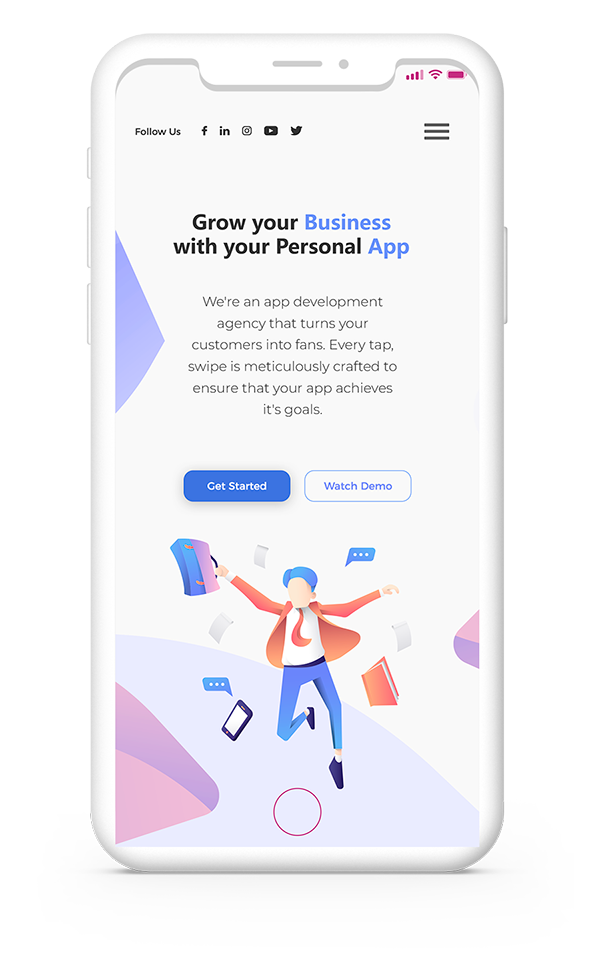 Follow Us
Grow your Business
with your Personal App
We're an app development
agency that turns your
customers into fans. Every tap,
swipe is meticulously crafted to
ensure that your app achieves
it's goals.
Get Started
Watch Demo